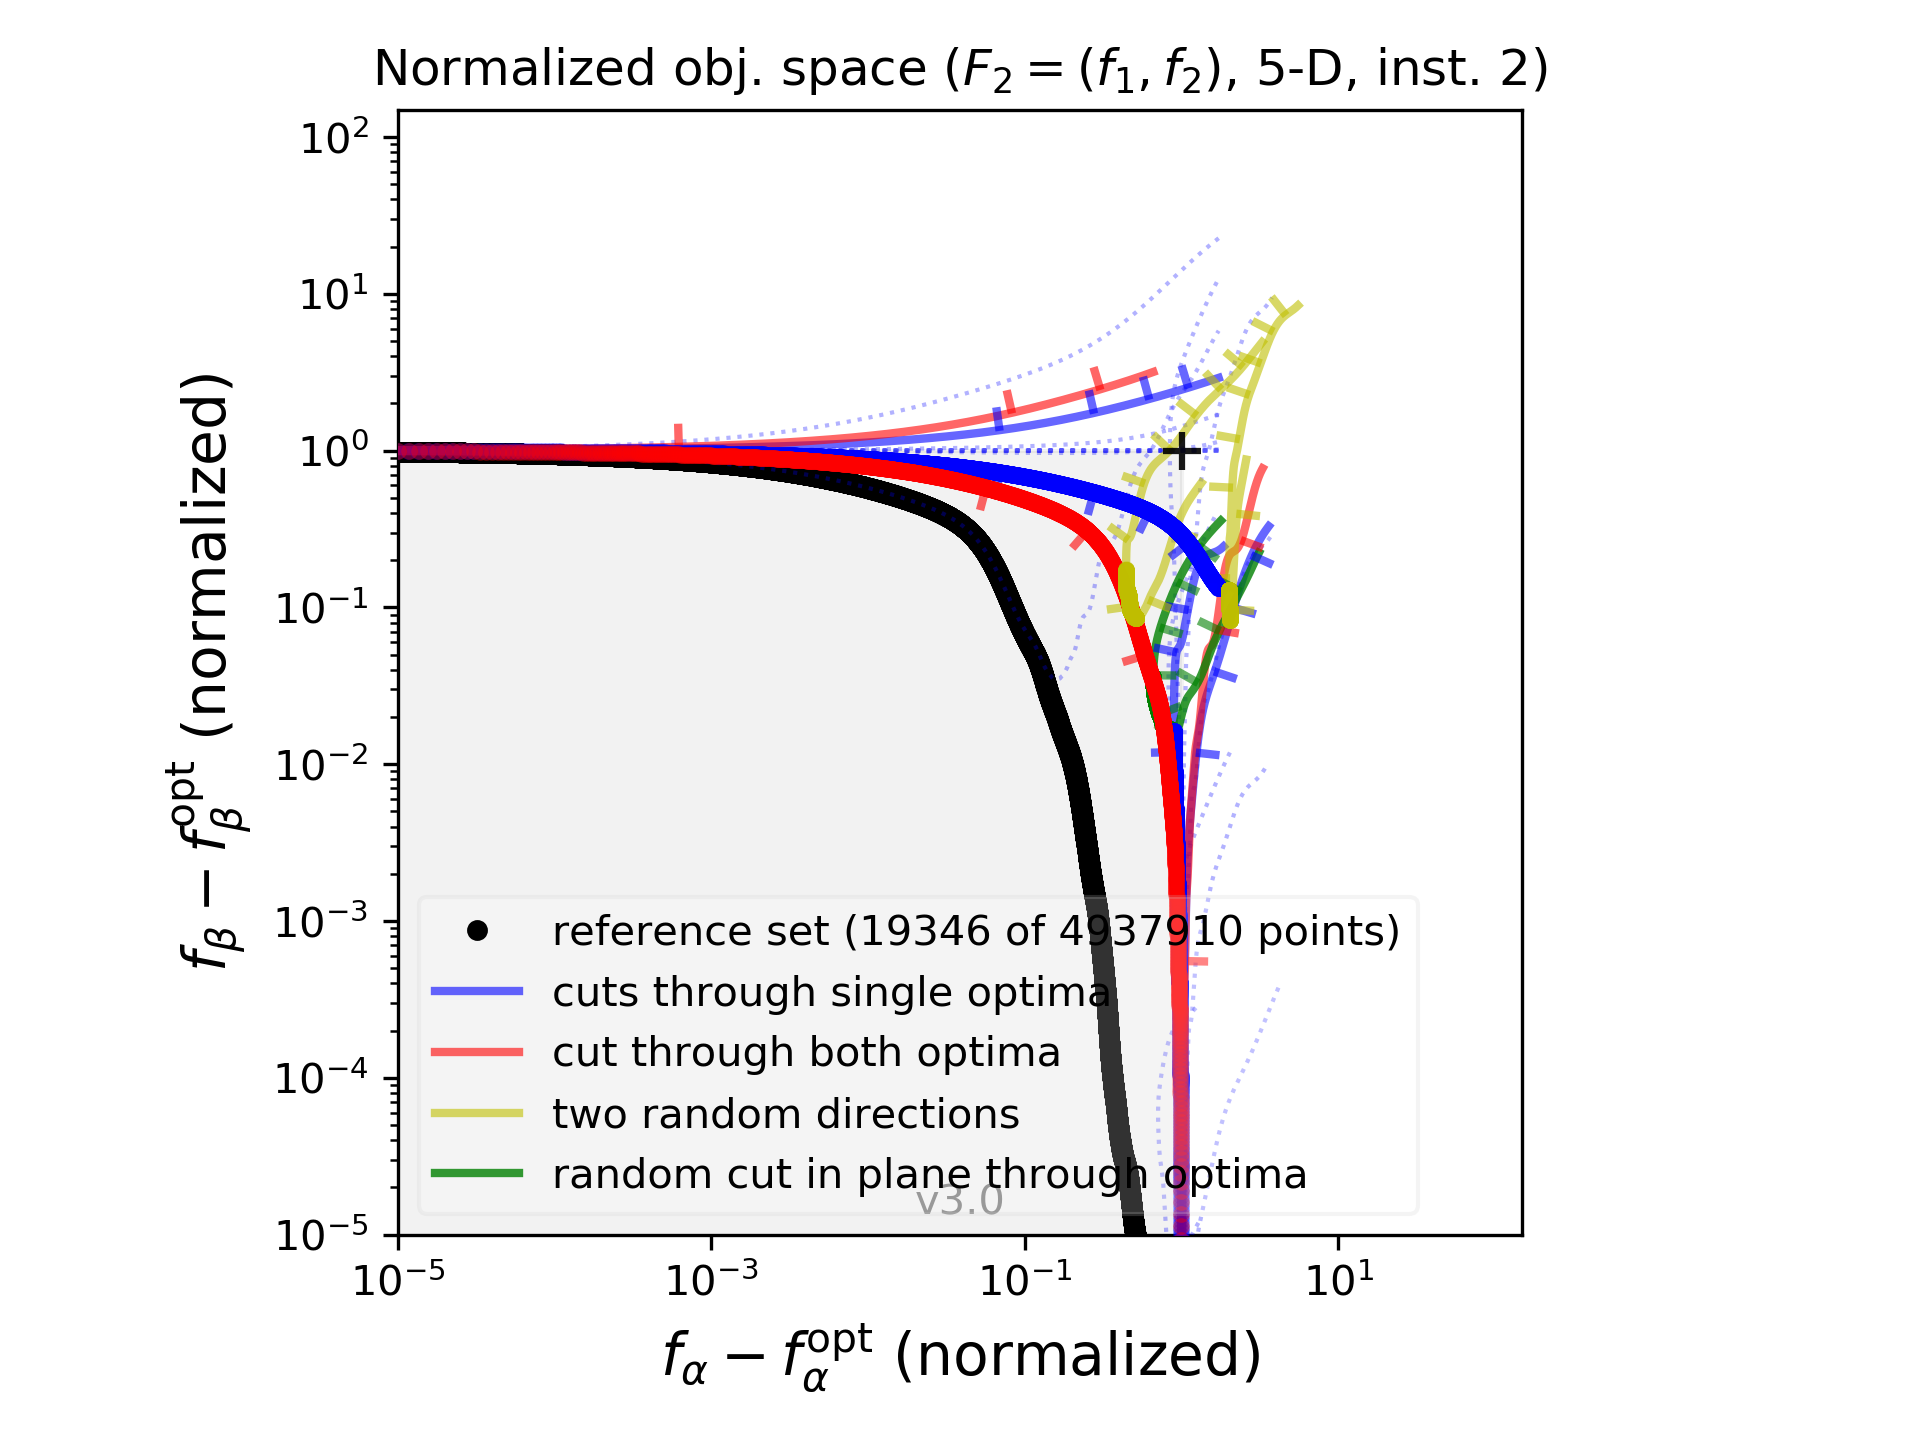 Normalized obj. space (F₂ = (f₁, f₂), 5-D, inst. 2)
f_β − f_β^opt (normalized)
10²
10¹
10⁰
10⁻¹
10⁻²
10⁻³
10⁻⁴
10⁻⁵
reference set (19346 of 4937910 points)
cuts through single optima
cut through both optima
two random directions
random cut in plane through optima
v3.0
10⁻⁵ 10⁻³ 10⁻¹ 10¹
f_α − f_α^opt (normalized)